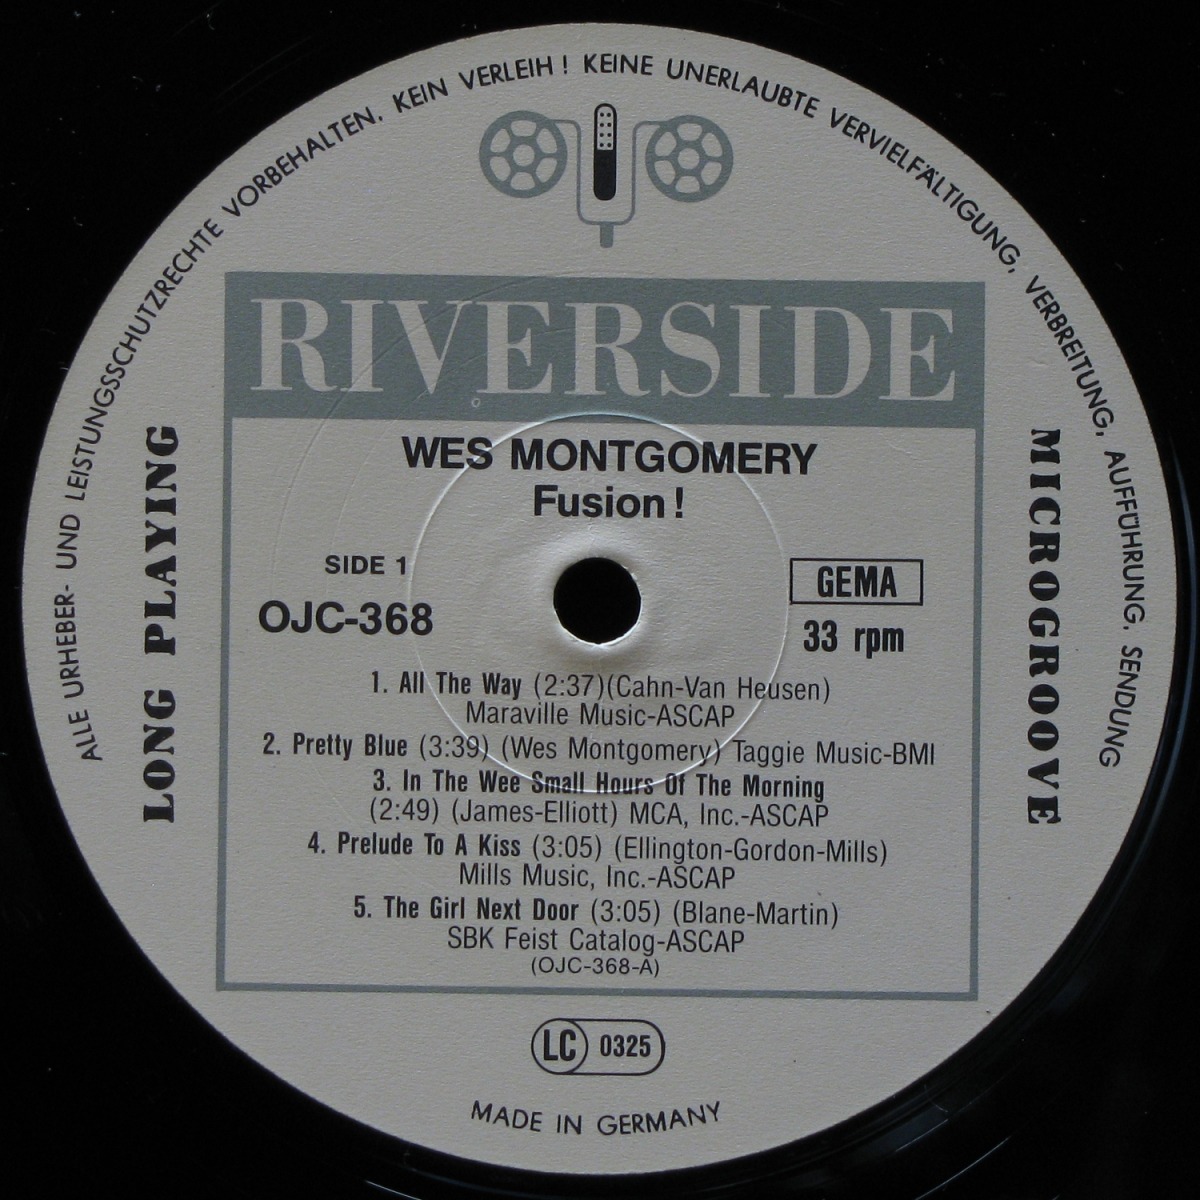 ALLE URHEBER- UND LEISTUNGSSCHUTZRECHTE VORBEHALTEN. KEIN VERLEIH! KEINE UNERLAUBTE VERVIELFÄLTIGUNG, VERBREITUNG, AUFFÜHRUNG, SENDUNG
RIVERSIDE
LONG PLAYING
MICROGROOVE
WES MONTGOMERY
Fusion!
SIDE 1
OJC-368
GEMA
33 rpm
1. All The Way (2:37)(Cahn-Van Heusen)
Maraville Music-ASCAP
2. Pretty Blue (3:39) (Wes Montgomery) Taggie Music-BMI
3. In The Wee Small Hours Of The Morning
(2:49) (James-Elliott) MCA, Inc.-ASCAP
4. Prelude To A Kiss (3:05) (Ellington-Gordon-Mills)
Mills Music, Inc.-ASCAP
5. The Girl Next Door (3:05) (Blane-Martin)
SBK Feist Catalog-ASCAP
(OJC-368-A)
LC 0325
MADE IN GERMANY